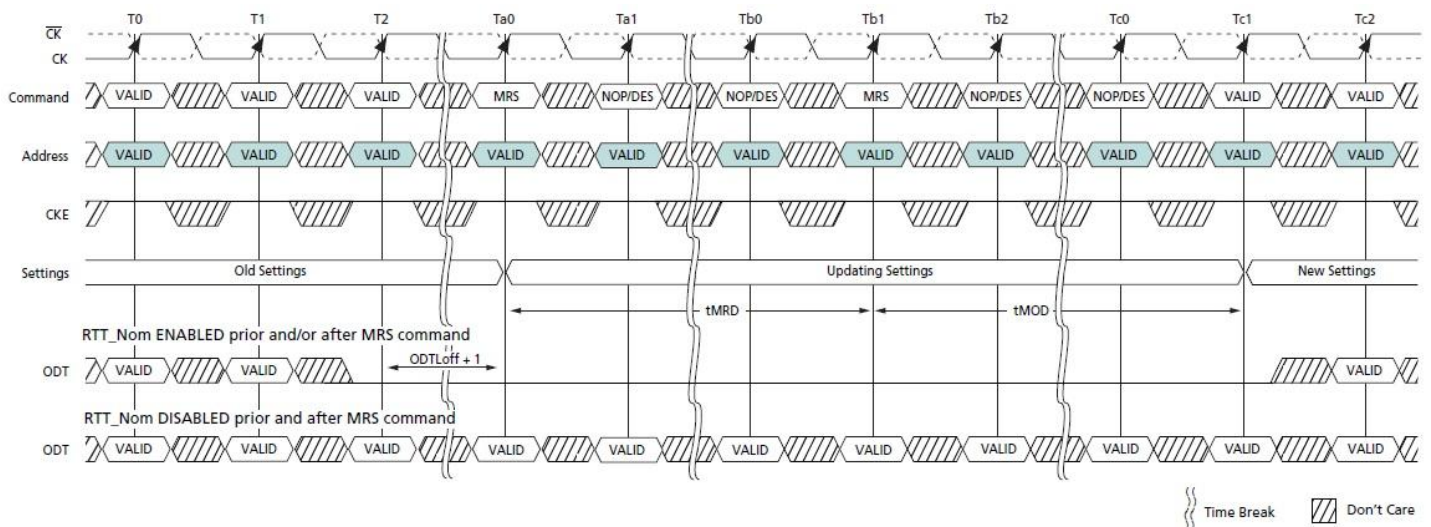 T0 T1 T2 Ta0 Ta1 Tb0 Tb1 Tb2 Tc0 Tc1 Tc2
CK
CK
Command VALID VALID VALID MRS NOP/DES NOP/DES MRS NOP/DES NOP/DES VALID VALID
Address VALID VALID VALID VALID VALID VALID VALID VALID VALID VALID VALID
CKE
Settings Old Settings Updating Settings New Settings
tMRD tMOD
RTT_Nom ENABLED prior and/or after MRS command
ODTLoff + 1
ODT VALID VALID VALID
RTT_Nom DISABLED prior and after MRS command
ODT VALID VALID VALID VALID VALID VALID VALID VALID VALID VALID VALID
Time Break Don't Care